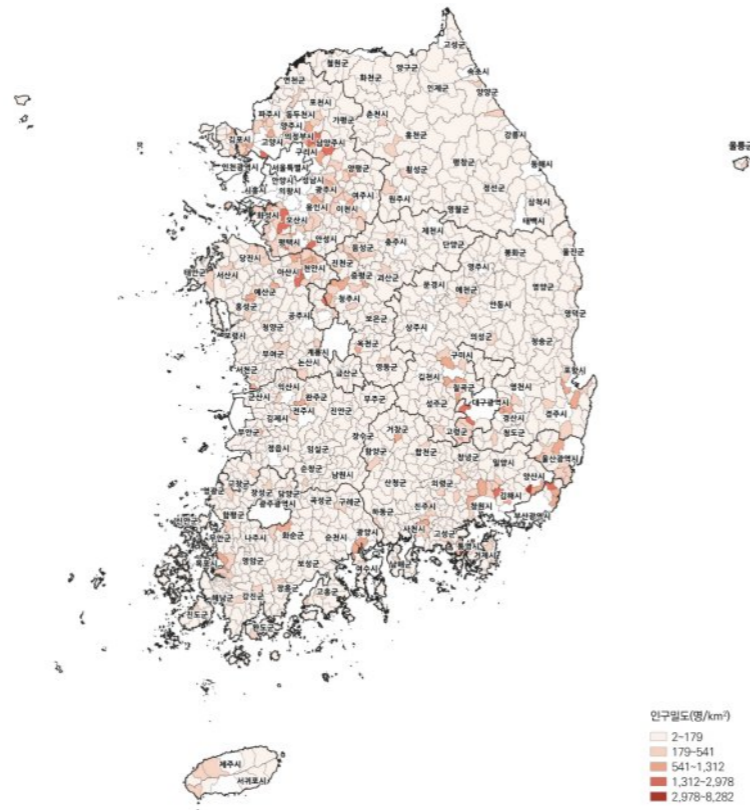 고성군
철원군
양구군
화천군
속초시
연천군
인제군
양양군
포천시
파주시
동두천시
춘천시
가평군
양주시
의정부시
홍천군
강릉시
김포시
고양시
남양주시
구리시
울릉군
인천광역시
서울특별시
양평군
횡성군
평창군
동해시
안양시
성남시
시흥시
의왕시
광주시
정선군
여주시
원주시
삼척시
용인시
이천시
영월군
화성시
오산시
태백시
평택시
안성시
제천시
음성군
충주시
단양군
당진시
봉화군
울진군
진천군
태안군
서산시
아산시
천안시
영주시
증평군
괴산군
문경시
예산군
청주시
예천군
영양군
홍성군
안동시
공주시
보은군
영덕군
청양군
상주시
의성군
청송군
보령시
계룡시
옥천군
부여군
구미시
논산시
서천군
금산군
영동군
김천시
포항시
칠곡군
영천시
익산시
군산시
완주군
무주군
성주군
대구광역시
전주시
진안군
경산시
경주시
김제시
고령군
청도군
부안군
거창군
장수군
정읍시
임실군
함양군
합천군
창녕군
울산광역시
밀양시
순창군
남원시
산청군
의령군
양산시
고창군
영광군
장성군
담양군
곡성군
구례군
김해시
광주광역시
진주시
창원시
함평군
하동군
부산광역시
신안군
무안군
나주시
화순군
순천시
광양시
사천시
고성군
통영시
거제시
목포시
영암군
보성군
여수시
남해군
장흥군
해남군
강진군
고흥군
진도군
완도군
제주시
서귀포시
인구밀도(명/km²)
2~179
179~541
541~1,312
1,312~2,978
2,978~8,282